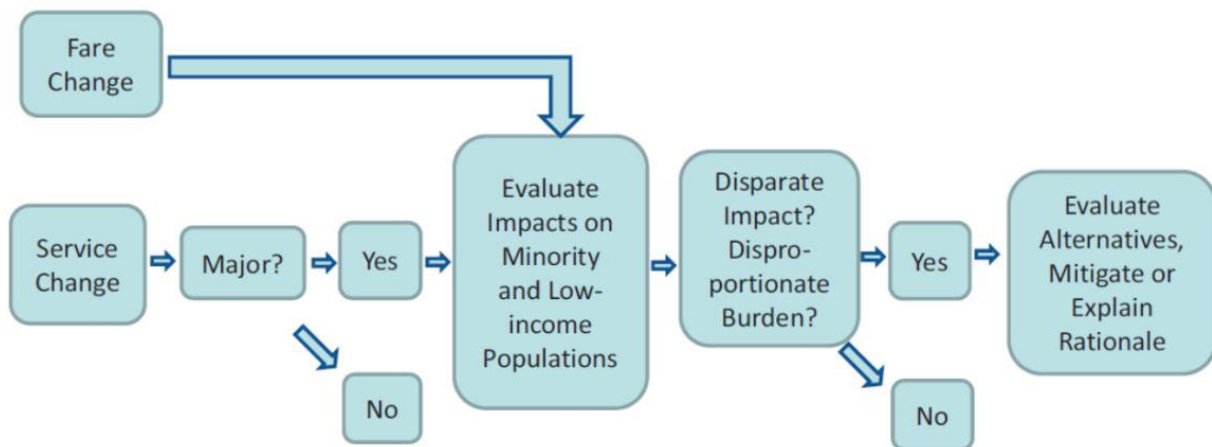 Fare
Change
Service
Change
Major?
Yes
No
Evaluate
Impacts on
Minority
and Low-
income
Populations
Disparate
Impact?
Dispro-
portionate
Burden?
Yes
No
Evaluate
Alternatives,
Mitigate or
Explain
Rationale